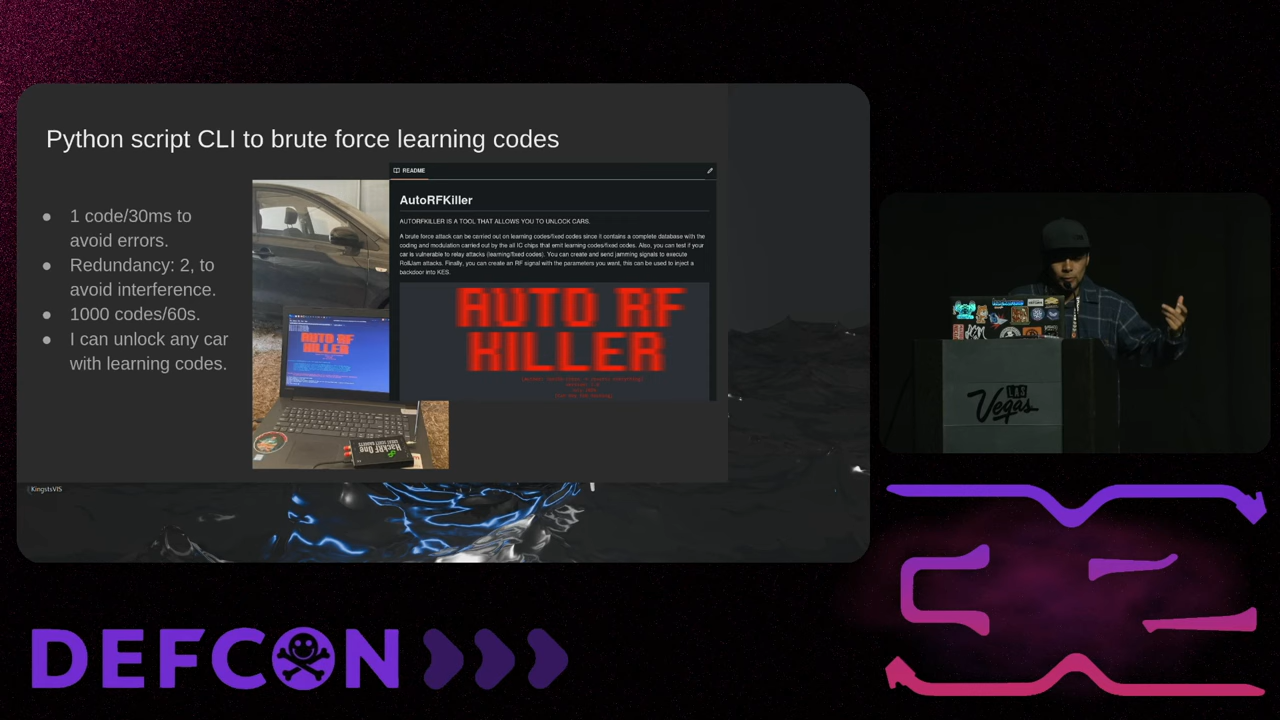 Python script CLI to brute force learning codes
● 1 code/30ms to
avoid errors.
● Redundancy: 2, to
avoid interference.
● 1000 codes/60s.
● I can unlock any car
with learning codes.
README
AutoRFKiller
AUTORFKILLER IS A TOOL THAT ALLOWS YOU TO UNLOCK CARS.
A brute force attack can be carried out on learning codes/fixed codes since it contains a complete database with the
coding and modulation carried out by the all IC chips that emit learning codes/fixed codes. Also, you can test if your
car is vulnerable to relay attacks (learning/fixed codes). You can create and send jamming signals to execute
RollJam attacks. Finally, you can create an RF signal with the parameters you want, this can be used to inject a
backdoor into KES.
AUTO RF
KILLER
AUTO RF
KILLER
HackRF One
GREAT SCOTT GADGETS
KingstsVIS
LAS
Vegas
DEFCON